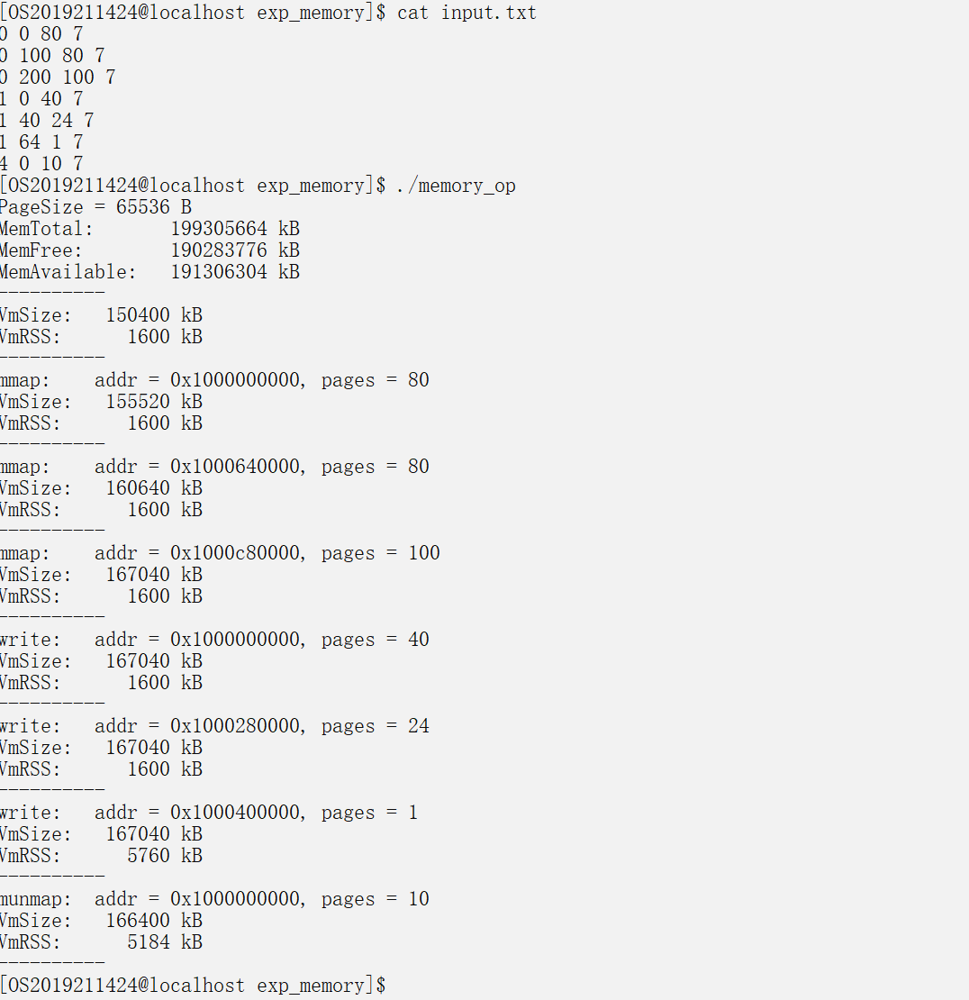 [OS2019211424@localhost exp_memory]$ cat input.txt
0 0 80 7
0 100 80 7
0 200 100 7
1 0 40 7
1 40 24 7
1 64 1 7
4 0 10 7
[OS2019211424@localhost exp_memory]$ ./memory_op
PageSize = 65536 B
MemTotal:       199305664 kB
MemFree:        190283776 kB
MemAvailable:   191306304 kB
----------
VmSize:   150400 kB
VmRSS:      1600 kB
----------
mmap:    addr = 0x1000000000, pages = 80
VmSize:   155520 kB
VmRSS:      1600 kB
----------
mmap:    addr = 0x1000640000, pages = 80
VmSize:   160640 kB
VmRSS:      1600 kB
----------
mmap:    addr = 0x1000c80000, pages = 100
VmSize:   167040 kB
VmRSS:      1600 kB
----------
write:   addr = 0x1000000000, pages = 40
VmSize:   167040 kB
VmRSS:      1600 kB
----------
write:   addr = 0x1000280000, pages = 24
VmSize:   167040 kB
VmRSS:      1600 kB
----------
write:   addr = 0x1000400000, pages = 1
VmSize:   167040 kB
VmRSS:      5760 kB
----------
munmap:  addr = 0x1000000000, pages = 10
VmSize:   166400 kB
VmRSS:      5184 kB
----------
[OS2019211424@localhost exp_memory]$